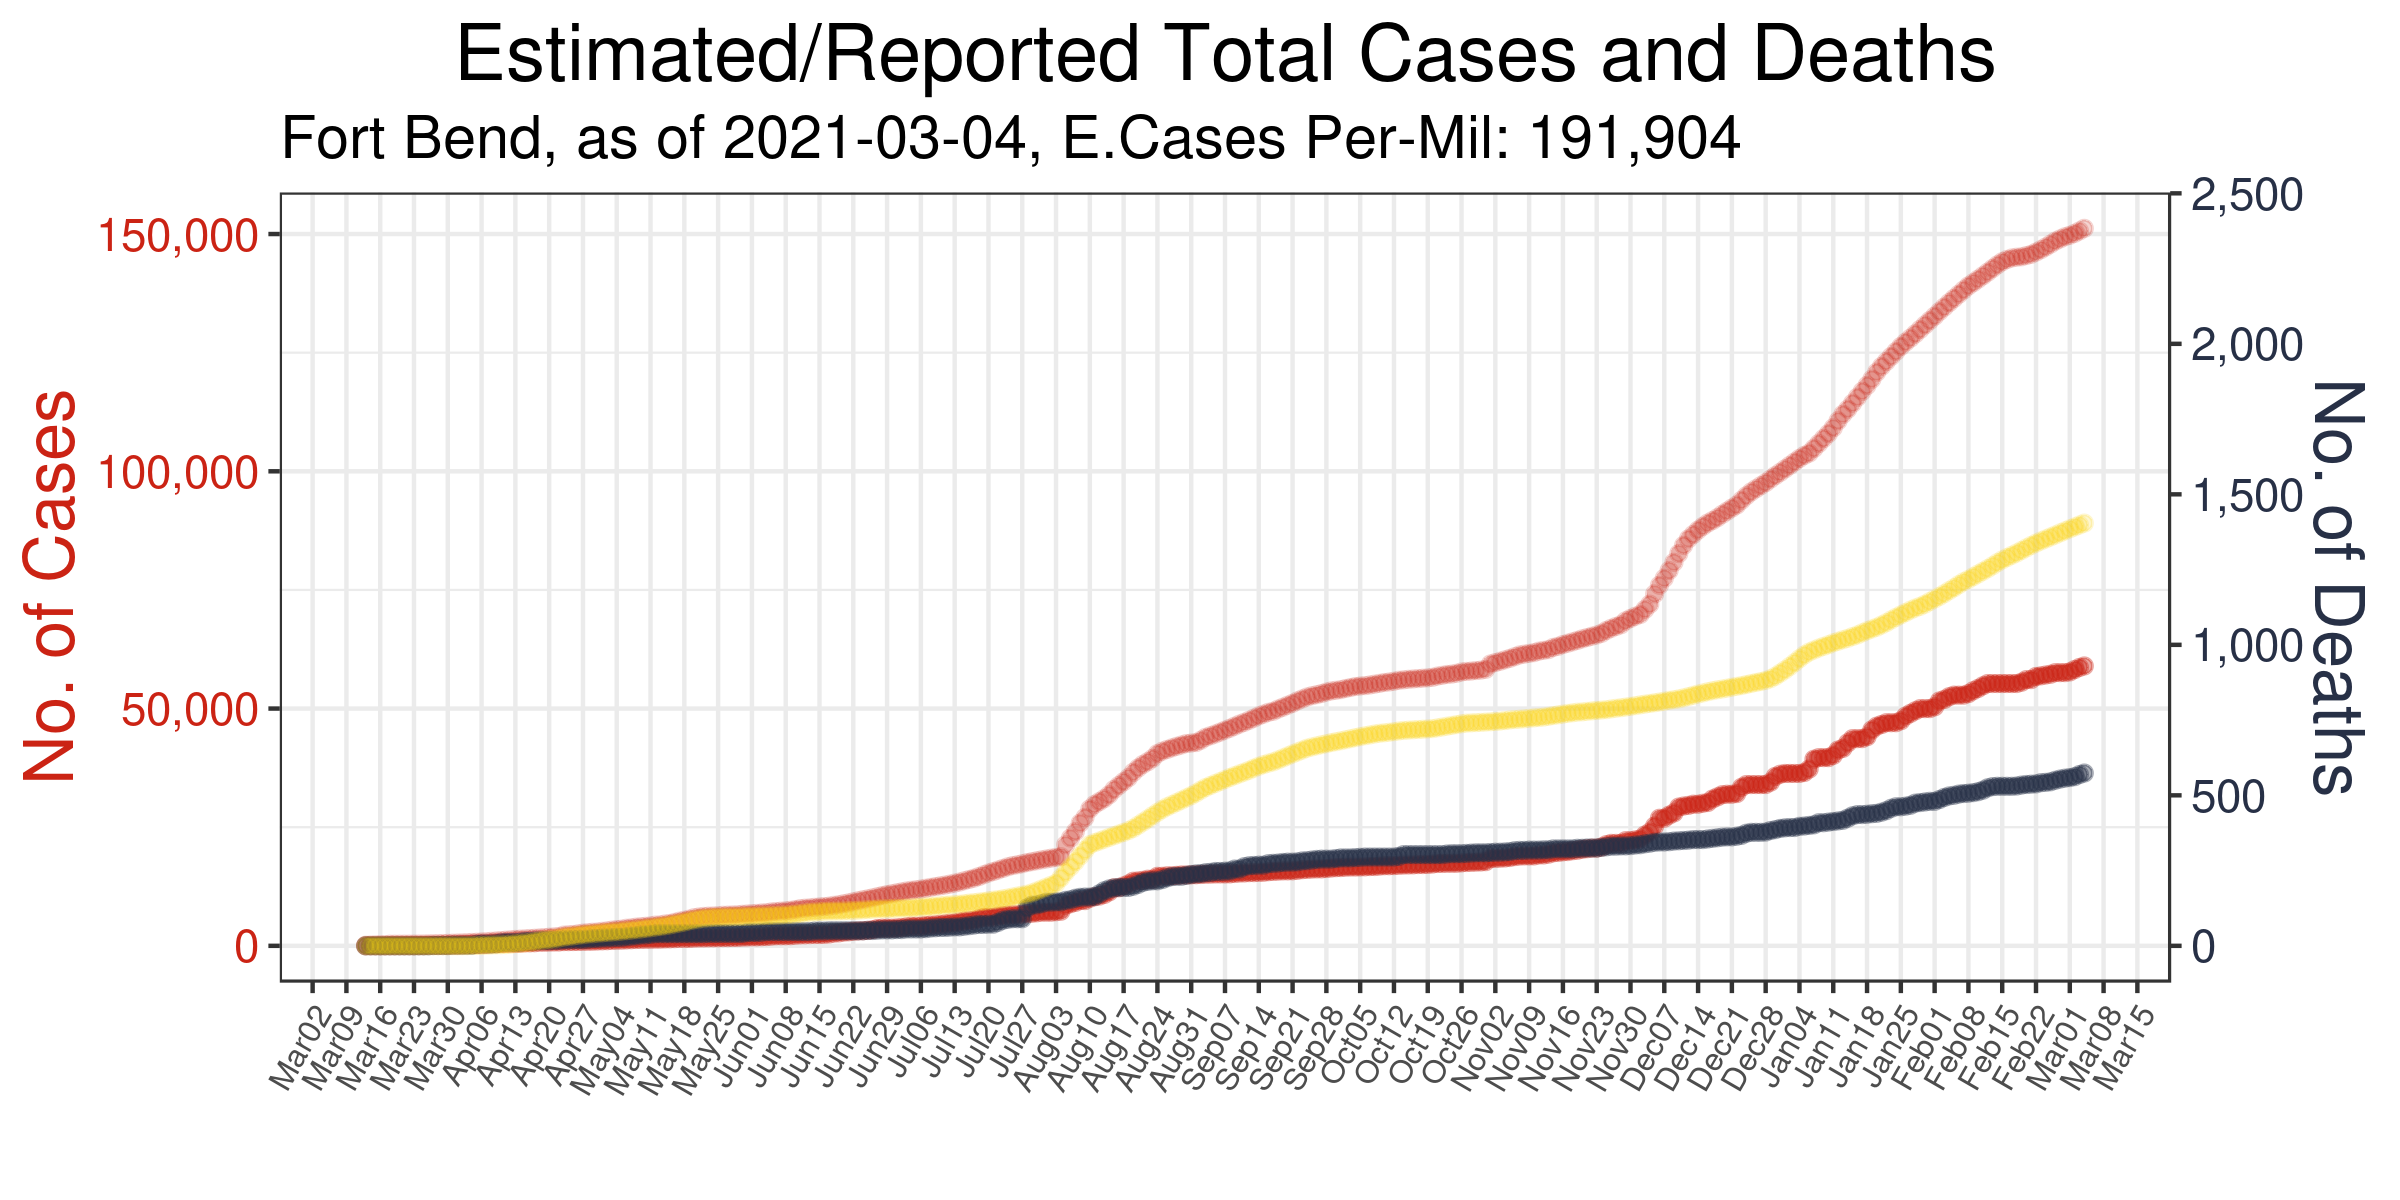 Estimated/Reported Total Cases and Deaths
Fort Bend, as of 2021-03-04, E.Cases Per-Mil: 191,904
No. of Cases
150,000
100,000
50,000
0
2,500
2,000
1,500
1,000
500
0
No. of Deaths
Mar02
Mar09
Mar16
Mar23
Mar30
Apr06
Apr13
Apr20
Apr27
May04
May11
May18
May25
Jun01
Jun08
Jun15
Jun22
Jun29
Jul06
Jul13
Jul20
Jul27
Aug03
Aug10
Aug17
Aug24
Aug31
Sep07
Sep14
Sep21
Sep28
Oct05
Oct12
Oct19
Oct26
Nov02
Nov09
Nov16
Nov23
Nov30
Dec07
Dec14
Dec21
Dec28
Jan04
Jan11
Jan18
Jan25
Feb01
Feb08
Feb15
Feb22
Mar01
Mar08
Mar15